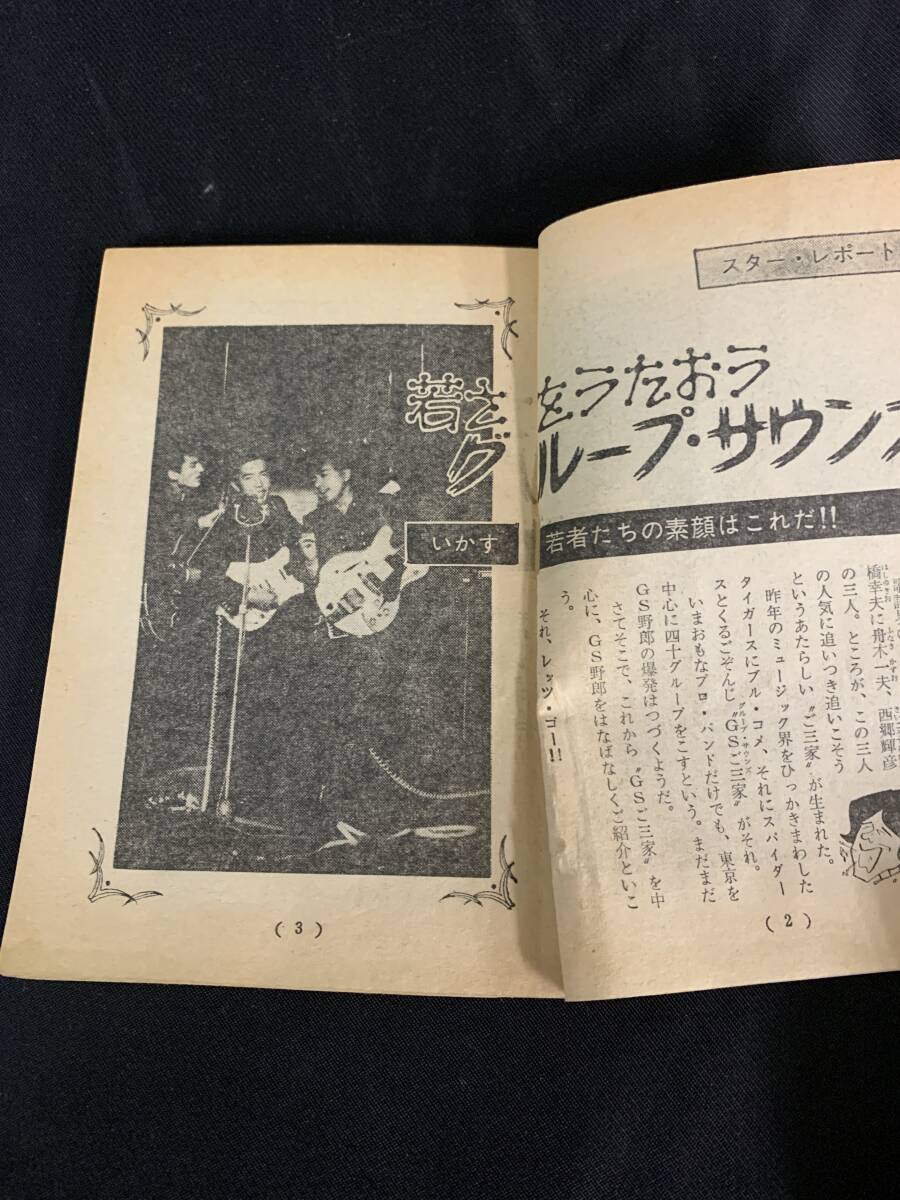 スター・レポート
若さをうたおう
グループ・サウンズ
いかす若者たちの素顔はこれだ!!
橋幸夫に舟木一夫、西郷輝彦
の三人。ところが、この三人
の人気に追いつき追いこそう
というあたらしい〝ご三家〟が生まれた。
昨年のミュージック界をひっかきまわした
タイガースにブル・コメ、それにスパイダー
スとくるごぞんじ〝GSご三家〟がそれ。
いまおもなプロ・バンドだけでも、東京を
中心に四十グループをこすという。まだまだ
GS野郎の爆発はつづくようだ。
さてそこで、これから〝GSご三家〟を中
心に、GS野郎をはなばなしくご紹介といこ
う。
それ、レッツ・ゴー!!
(2)
(3)